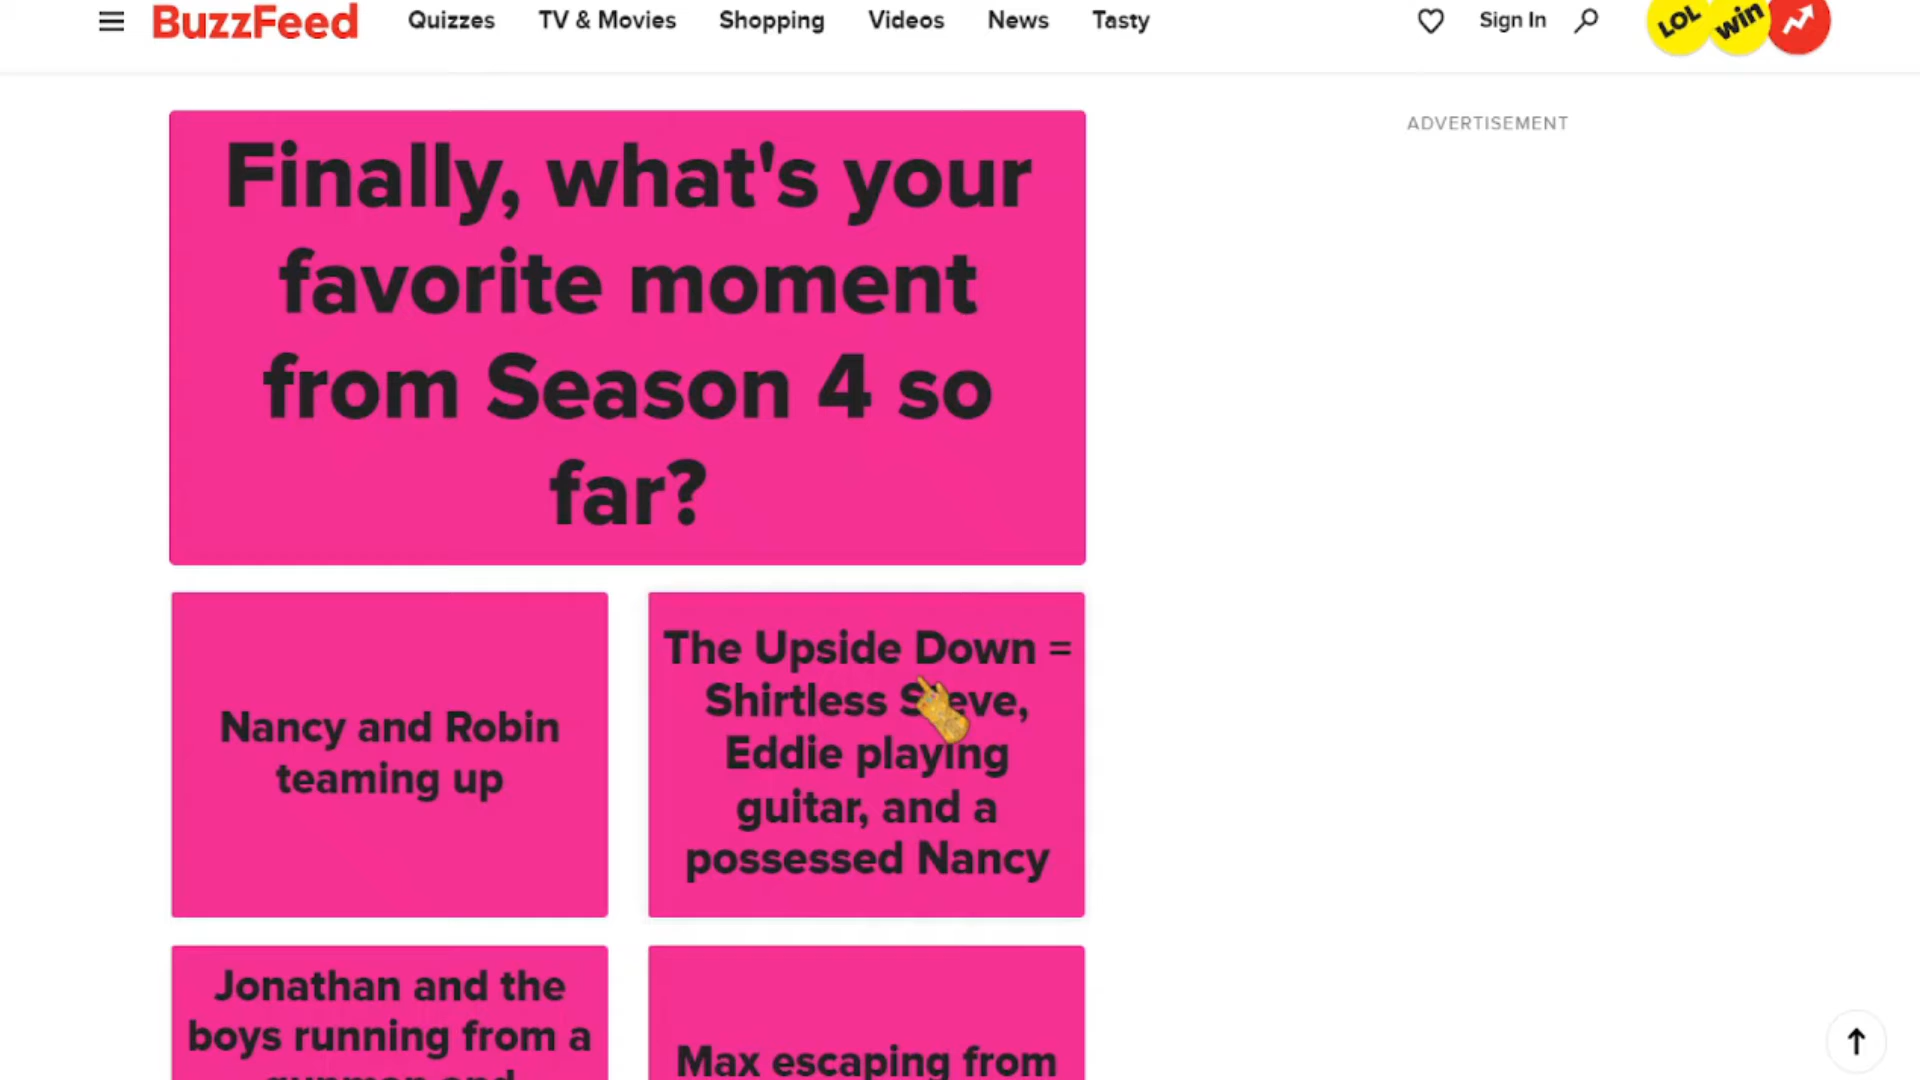 BuzzFeed Quizzes TV & Movies Shopping Videos News Tasty Sign In LOL win
ADVERTISEMENT
Finally, what's your
favorite moment
from Season 4 so
far?
Nancy and Robin
teaming up
The Upside Down =
Shirtless Steve,
Eddie playing
guitar, and a
possessed Nancy
Jonathan and the
boys running from a
Max escaping from